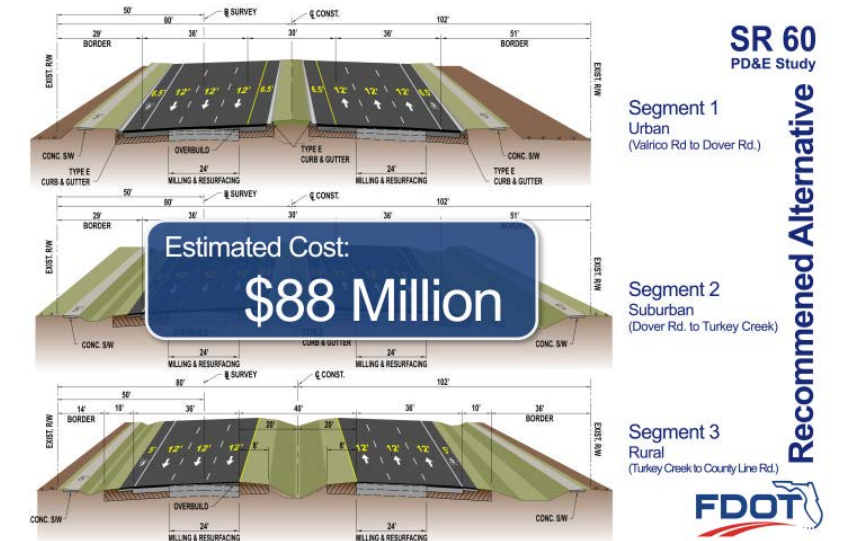 50' ℄ SURVEY ℄ CONST.
80' 102'
29' 36' 30' 36' 51'
BORDER BORDER
EXIST. R/W EXIST. R/W
6.5' 12' 12' 12' 6.5' 6.5' 12' 12' 12' 6.5'
CONC. S/W OVERBUILD TYPE E CONC. S/W
CURB & GUTTER
TYPE E 24' 24' TYPE E
CURB & GUTTER MILLING & RESURFACING MILLING & RESURFACING CURB & GUTTER
50' ℄ SURVEY ℄ CONST.
80' 102'
29' 36' 30' 36' 51'
BORDER
EXIST. R/W EXIST. R/W
Estimated Cost:
$88 Million
CONC. S/W CURB & GUTTER CONC. S/W
24' 24'
MILLING & RESURFACING MILLING & RESURFACING
80' ℄ SURVEY ℄ CONST. 102'
50'
14' 10' 36' 40' 36' 10' 36'
BORDER BORDER
EXIST. R/W EXIST. R/W
20' 20'
5' 12' 12' 12' 8' 8' 12' 12' 12' 5'
CONC. S/W OVERBUILD CONC. S/W
24' 24'
MILLING & RESURFACING MILLING & RESURFACING
SR 60
PD&E Study
Recommened Alternative
Segment 1
Urban
(Valrico Rd to Dover Rd.)
Segment 2
Suburban
(Dover Rd. to Turkey Creek)
Segment 3
Rural
(Turkey Creek to County Line Rd.)
FDOT